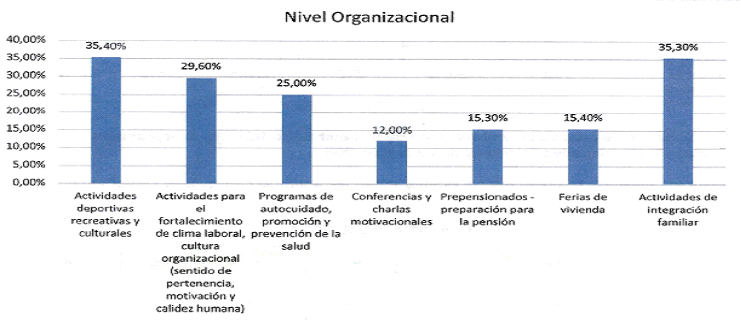 Nivel Organizacional
40,00%
35,00%
30,00%
25,00%
20,00%
15,00%
10,00%
5,00%
0,00%
35,40%
29,60%
25,00%
12,00%
15,30%
15,40%
35,30%
Actividades
deportivas
recreativas y
culturales
Actividades para
el
fortalecimiento
de clima laboral,
cultura
organizacional
(sentido de
pertenencia,
motivación y
calidez humana)
Programas de
autocuidado,
promoción y
prevención de la
salud
Conferencias y
charlas
motivacionales
Prepensionados -
preparación para
la pensión
Ferias de
vivienda
Actividades de
integración
familiar